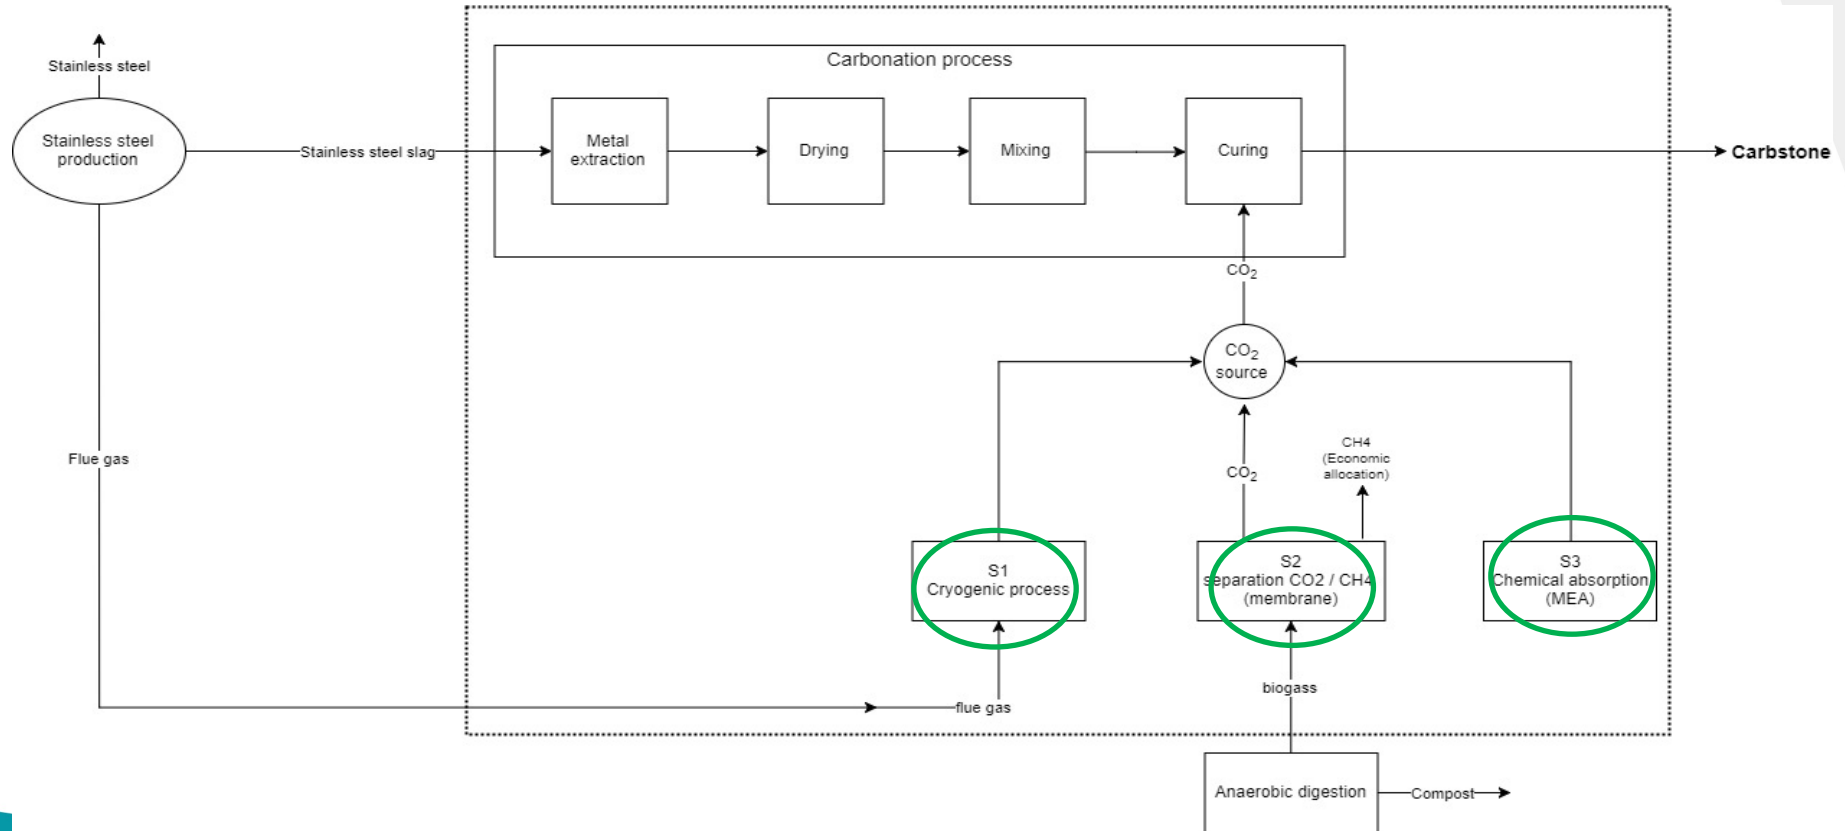 Carbonation process
Stainless steel
Stainless steel
production
Stainless steel slag
Metal
extraction
Drying
Mixing
Curing
Carbstone
CO2
CO2
source
Flue gas
CH4
(Economic
allocation)
CO2
S1
Cryogenic process
S2
separation CO2 / CH4
(membrane)
S3
Chemical absorption
(MEA)
biogass
flue gas
Anaerobic digestion
Compost